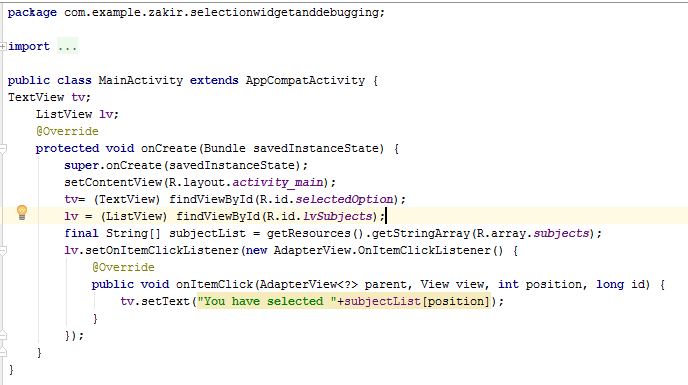 package com.example.zakir.selectionwidgetanddebugging;
import ...
public class MainActivity extends AppCompatActivity {
TextView tv;
    ListView lv;
    @Override
    protected void onCreate(Bundle savedInstanceState) {
        super.onCreate(savedInstanceState);
        setContentView(R.layout.activity_main);
        tv= (TextView) findViewById(R.id.selectedOption);
        lv = (ListView) findViewById(R.id.lvSubjects);
        final String[] subjectList = getResources().getStringArray(R.array.subjects);
        lv.setOnItemClickListener(new AdapterView.OnItemClickListener() {
            @Override
            public void onItemClick(AdapterView<?> parent, View view, int position, long id) {
                tv.setText("You have selected "+subjectList[position]);
            }
        });
    }
}